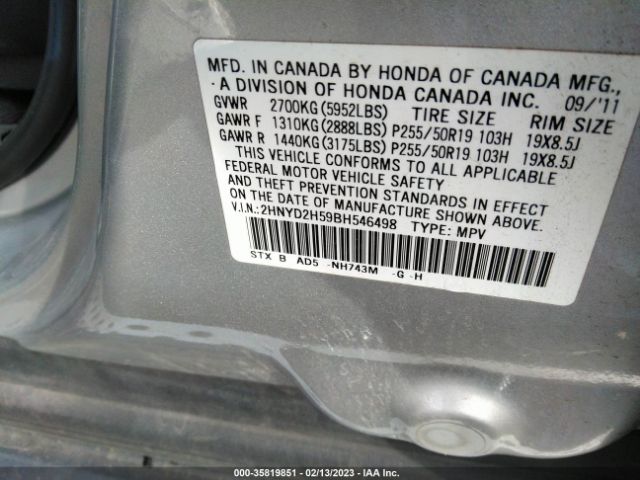 MFD. IN CANADA BY HONDA OF CANADA MFG.,
A DIVISION OF HONDA CANADA INC. 09/'11
GVWR 2700KG(5952LBS) TIRE SIZE RIM SIZE
GAWR F 1310KG(2888LBS) P255/50R19 103H 19X8.5J
GAWR R 1440KG(3175LBS) P255/50R19 103H 19X8.5J
THIS VEHICLE CONFORMS TO ALL APPLICABLE
FEDERAL MOTOR VEHICLE SAFETY
AND THEFT PREVENTION STANDARDS IN EFFECT
ON THE DATE OF MANUFACTURE SHOWN ABOVE.
V.I.N.:2HNYD2H59BH546498 TYPE: MPV
STX B AD5 -NH743M -G -H
000-35819851 - 02/13/2023 - IAA Inc.